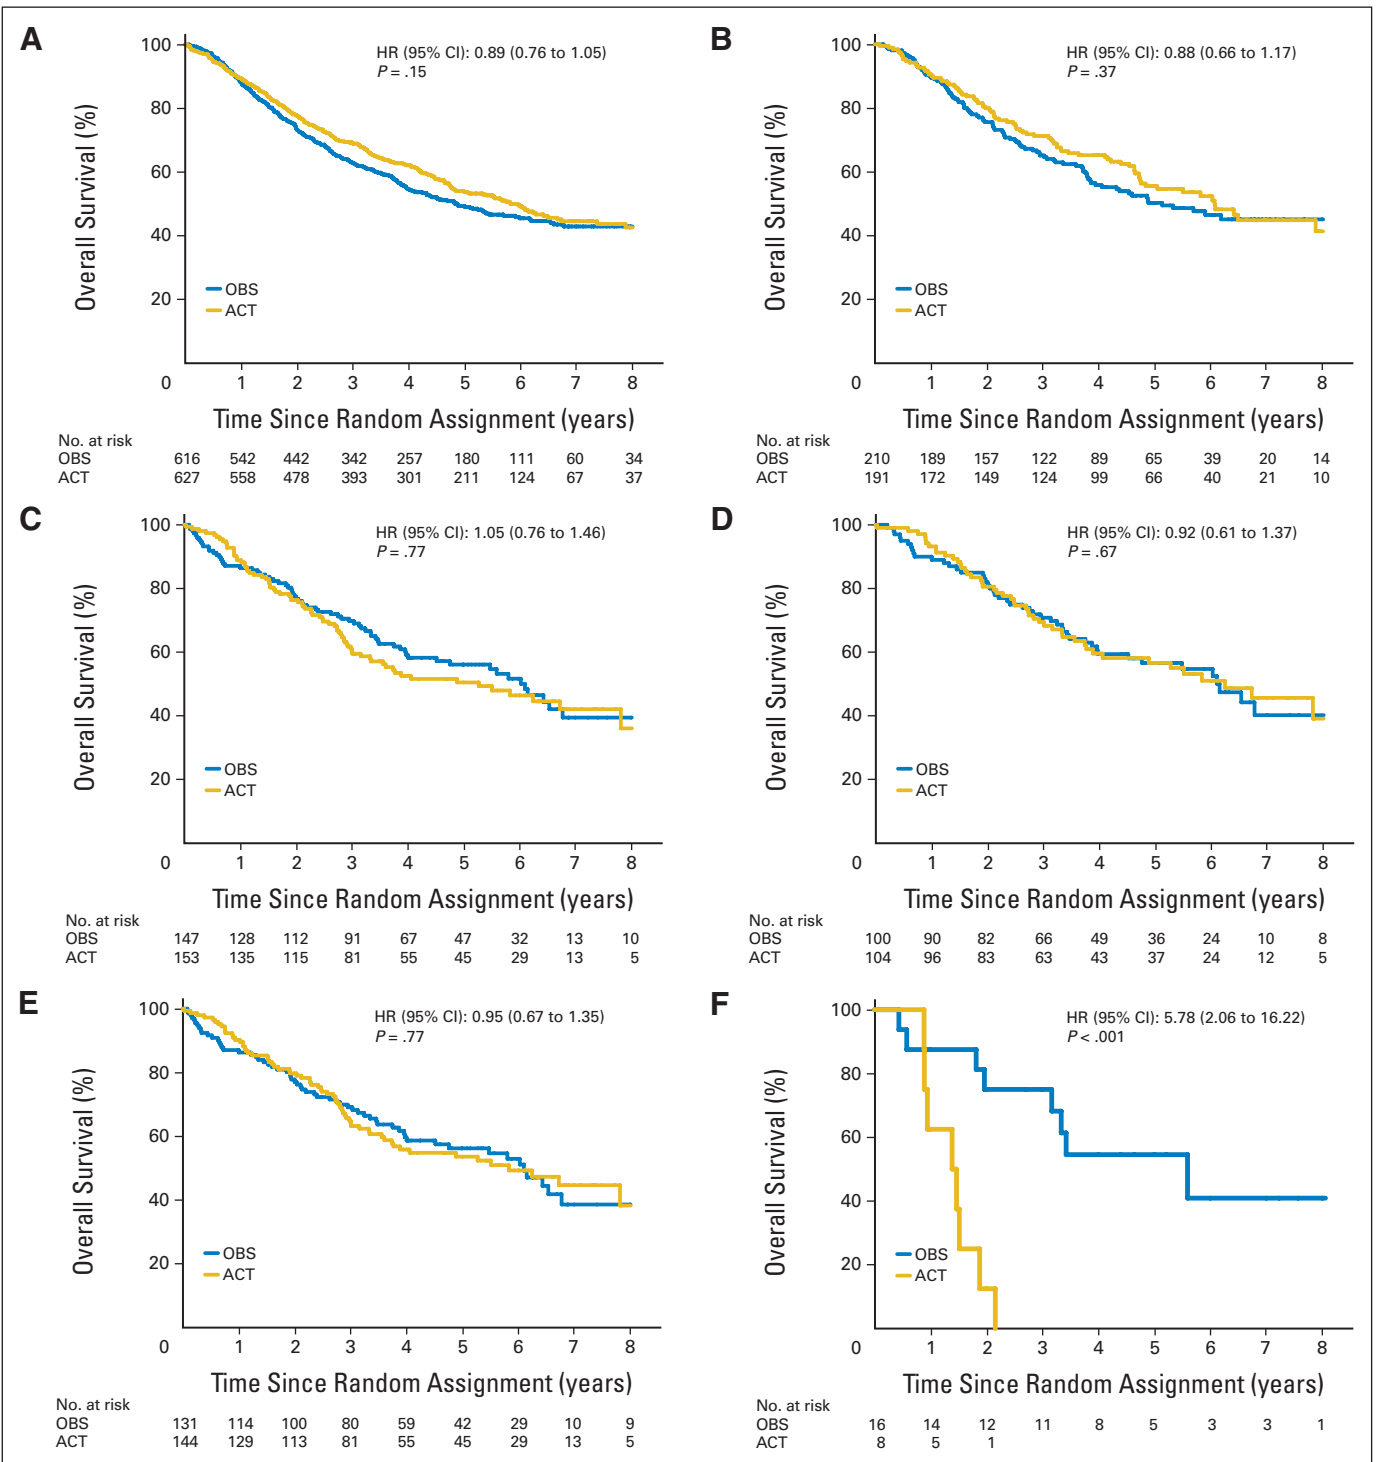 A
HR (95% CI): 0.89 (0.76 to 1.05)
P = .15
Overall Survival (%)
100
80
60
40
20
OBS
ACT
0 1 2 3 4 5 6 7 8
Time Since Random Assignment (years)
No. at risk
OBS 616 542 442 342 257 180 111 60 34
ACT 627 558 478 393 301 211 124 67 37
B
HR (95% CI): 0.88 (0.66 to 1.17)
P = .37
Overall Survival (%)
100
80
60
40
20
OBS
ACT
0 1 2 3 4 5 6 7 8
Time Since Random Assignment (years)
No. at risk
OBS 210 189 157 122 89 65 39 20 14
ACT 191 172 149 124 99 66 40 21 10
C
HR (95% CI): 1.05 (0.76 to 1.46)
P = .77
Overall Survival (%)
100
80
60
40
20
OBS
ACT
0 1 2 3 4 5 6 7 8
Time Since Random Assignment (years)
No. at risk
OBS 147 128 112 91 67 47 32 13 10
ACT 153 135 115 81 55 45 29 13 5
D
HR (95% CI): 0.92 (0.61 to 1.37)
P = .67
Overall Survival (%)
100
80
60
40
20
OBS
ACT
0 1 2 3 4 5 6 7 8
Time Since Random Assignment (years)
No. at risk
OBS 100 90 82 66 49 36 24 10 8
ACT 104 96 83 63 43 37 24 12 5
E
HR (95% CI): 0.95 (0.67 to 1.35)
P = .77
Overall Survival (%)
100
80
60
40
20
OBS
ACT
0 1 2 3 4 5 6 7 8
Time Since Random Assignment (years)
No. at risk
OBS 131 114 100 80 59 42 29 10 9
ACT 144 129 113 81 55 45 29 13 5
F
HR (95% CI): 5.78 (2.06 to 16.22)
P < .001
Overall Survival (%)
100
80
60
40
20
OBS
ACT
0 1 2 3 4 5 6 7 8
Time Since Random Assignment (years)
No. at risk
OBS 16 14 12 11 8 5 3 3 1
ACT 8 5 1